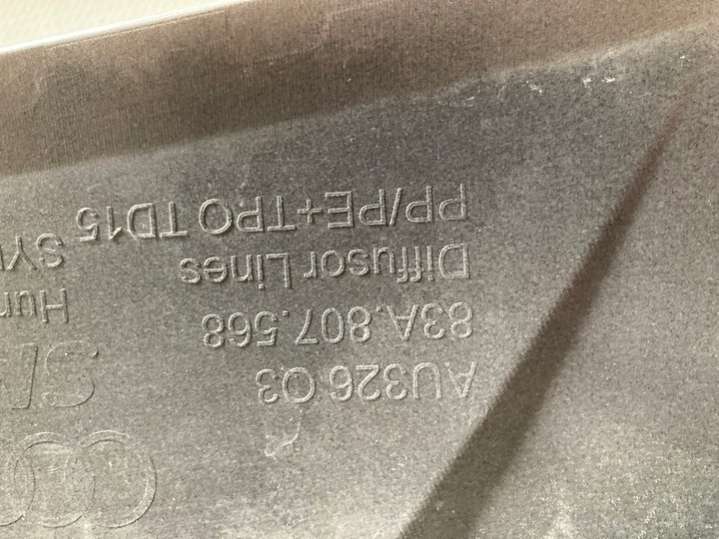 AU326 Q3
83A.807.568
Diffusor Lines
PP/PE+TPO TD15